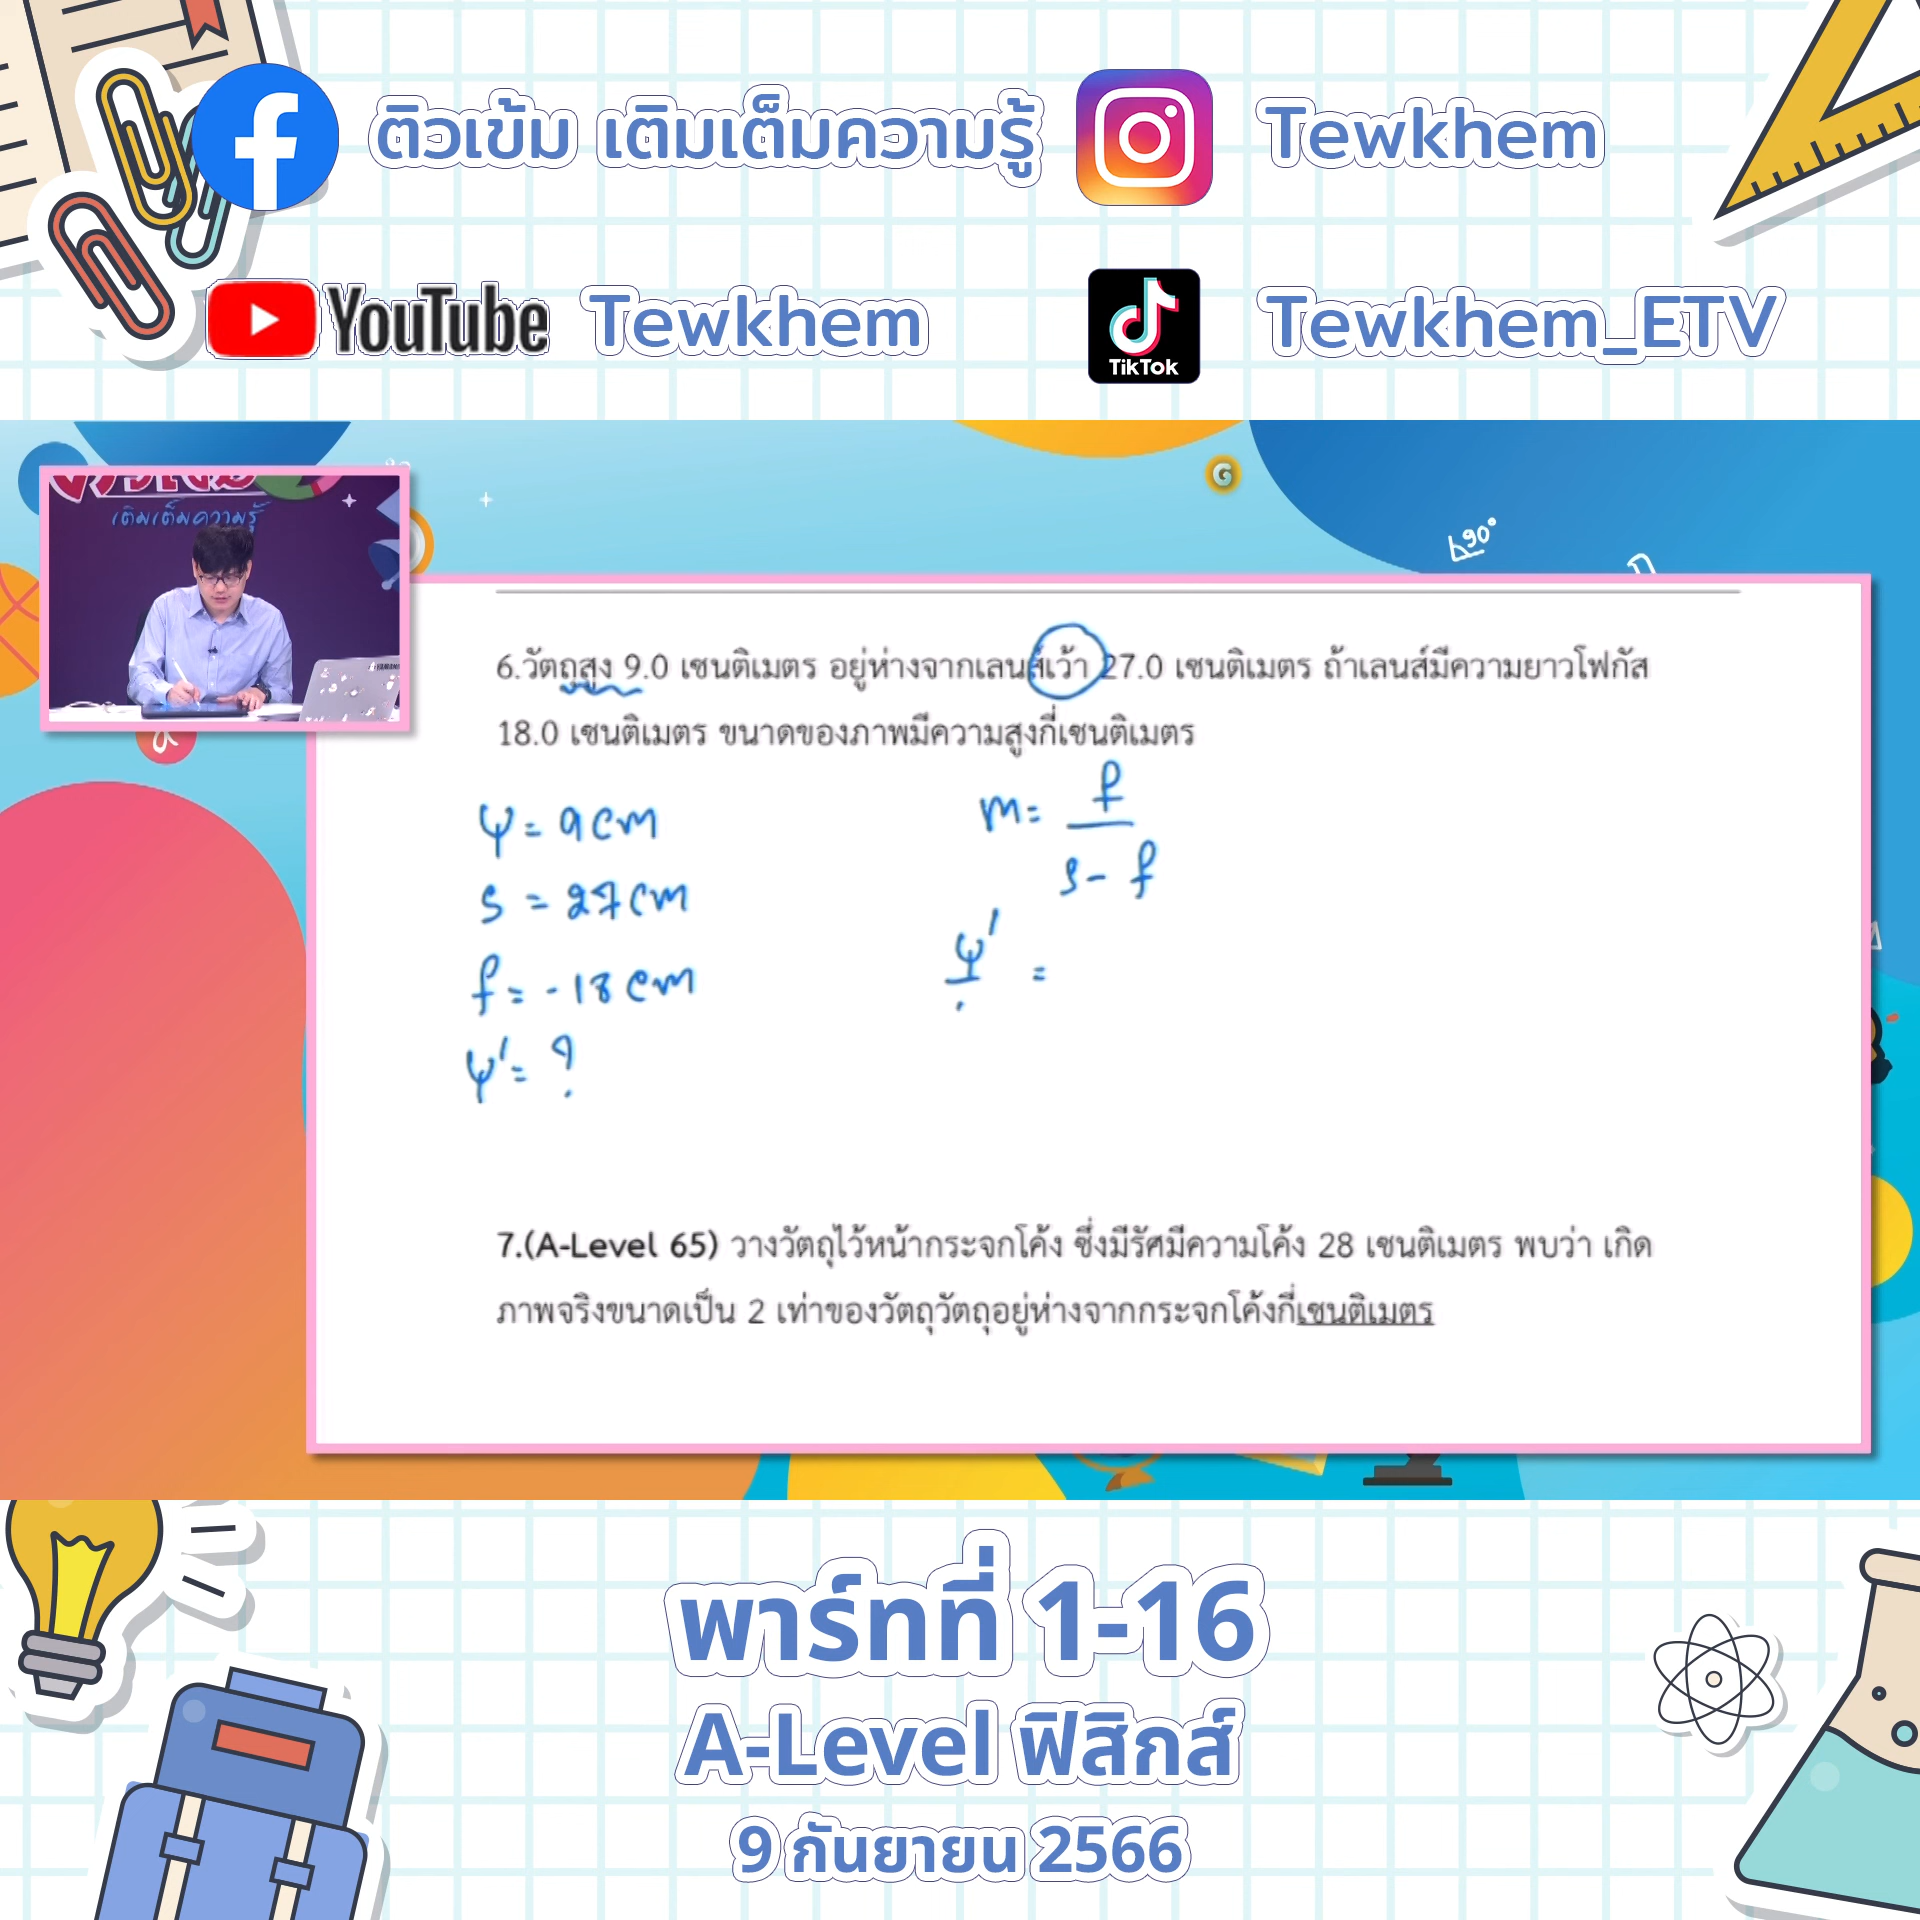 ติวเข้ม เติมเต็มความรู้
Tewkhem
YouTube
Tewkhem
TikTok
Tewkhem_ETV
เติมเต็มความรู้
90°
6.วัตถุสูง 9.0 เซนติเมตร อยู่ห่างจากเลนส์เว้า 27.0 เซนติเมตร ถ้าเลนส์มีความยาวโฟกัส
18.0 เซนติเมตร ขนาดของภาพมีความสูงกี่เซนติเมตร
y = 9 cm
s = 27 cm
f = -18 cm
y' = ?
m = f
s - f
y' =
7.(A-Level 65) วางวัตถุไว้หน้ากระจกโค้ง ซึ่งมีรัศมีความโค้ง 28 เซนติเมตร พบว่า เกิด
ภาพจริงขนาดเป็น 2 เท่าของวัตถุวัตถุอยู่ห่างจากกระจกโค้งกี่เซนติเมตร
พาร์ทที่ 1-16
A-Level ฟิสิกส์
9 กันยายน 2566